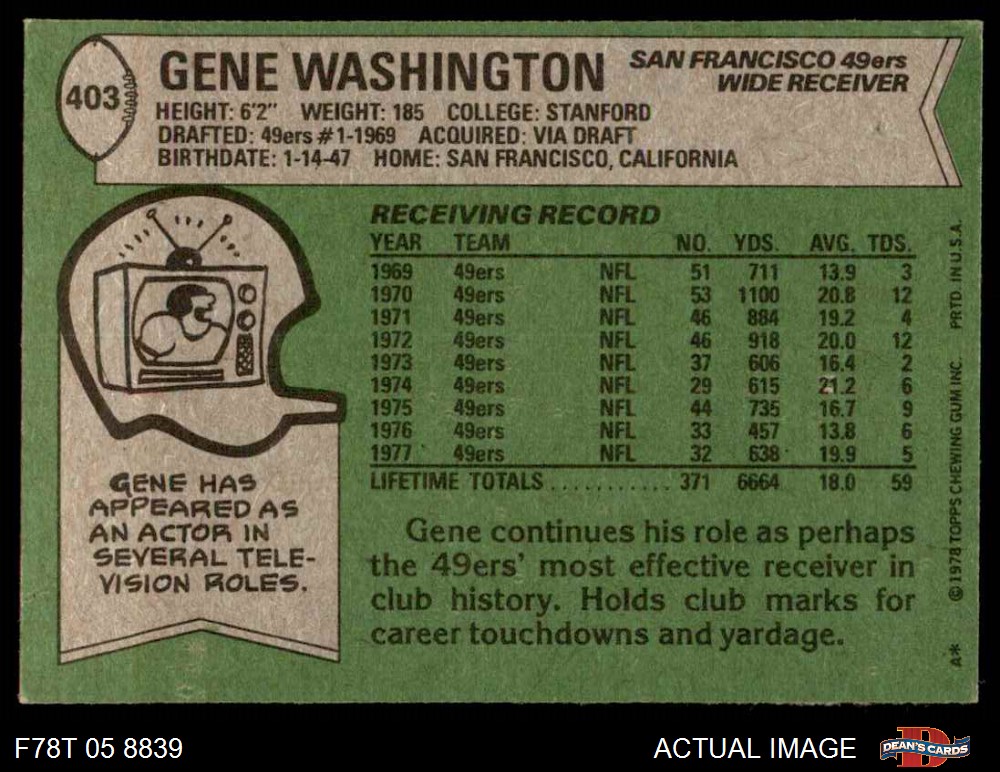 403
GENE WASHINGTON
SAN FRANCISCO 49ers
WIDE RECEIVER
HEIGHT: 6'2" WEIGHT: 185 COLLEGE: STANFORD
DRAFTED: 49ers #1-1969 ACQUIRED: VIA DRAFT
BIRTHDATE: 1-14-47 HOME: SAN FRANCISCO, CALIFORNIA
RECEIVING RECORD
YEAR TEAM NO. YDS. AVG. TDS.
1969 49ers NFL 51 711 13.9 3
1970 49ers NFL 53 1100 20.8 12
1971 49ers NFL 46 884 19.2 4
1972 49ers NFL 46 918 20.0 12
1973 49ers NFL 37 606 16.4 2
1974 49ers NFL 29 615 21.2 6
1975 49ers NFL 44 735 16.7 9
1976 49ers NFL 33 457 13.8 6
1977 49ers NFL 32 638 19.9 5
LIFETIME TOTALS ........... 371 6664 18.0 59
GENE HAS
APPEARED AS
AN ACTOR IN
SEVERAL TELE-
VISION ROLES.
Gene continues his role as perhaps
the 49ers' most effective receiver in
club history. Holds club marks for
career touchdowns and yardage.
A* ©1978 TOPPS CHEWING GUM INC. PRTD. IN U.S.A.
F78T 05 8839
ACTUAL IMAGE
D
DEAN'S CARDS